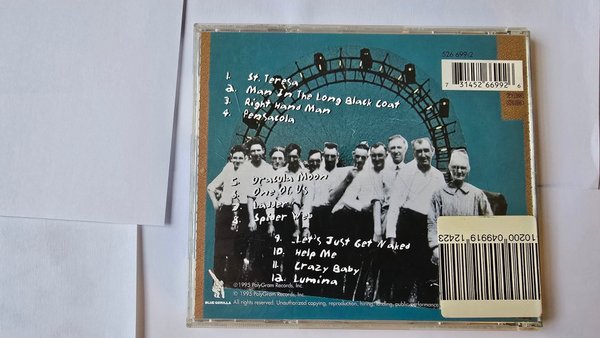 526 699-2
7 31452 66992 6
1. St. Teresa
2. Man In The Long Black Coat
3. Right Hand Man
4. Pensacola
5. Dracula Moon
6. One Of Us
7. Ladder
8. Spider Web
9. Let's Just Get Naked
10. Help Me
11. Crazy Baby
12. Lumina
10200 04991912423
℗1995 PolyGram Records, Inc.
© 1995 PolyGram Records, Inc.
All rights reserved. Unauthorized copying, reproduction, hiring, lending, public performance
BLUE GORILLA